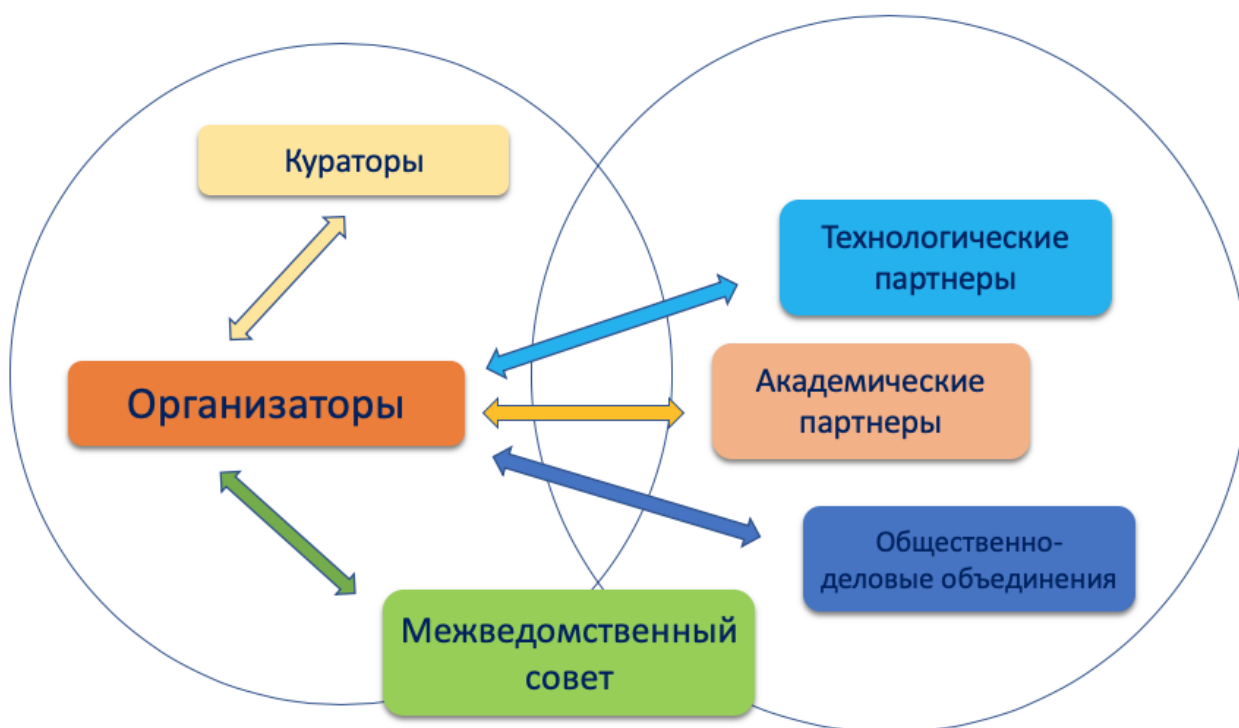 Кураторы
Технологические
партнеры
Организаторы
Академические
партнеры
Общественно-
деловые объединения
Межведомственный
совет